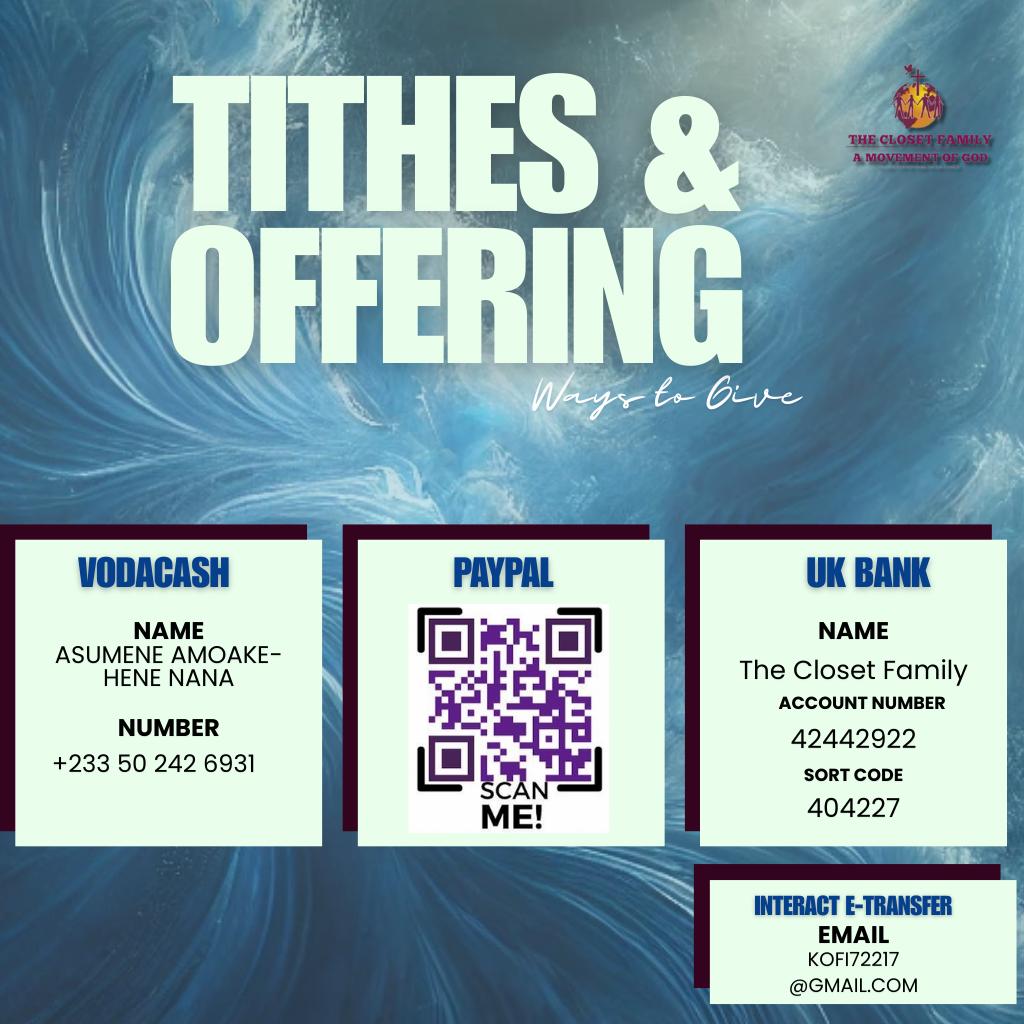 TITHES &
OFFERING
Ways to Give
THE CLOSET FAMILY
A MOVEMENT OF GOD
VODACASH
NAME
ASUMENE AMOAKE-
HENE NANA
NUMBER
+233 50 242 6931
PAYPAL
SCAN
ME!
UK BANK
NAME
The Closet Family
ACCOUNT NUMBER
42442922
SORT CODE
404227
INTERACT E-TRANSFER
EMAIL
KOFI72217
@GMAIL.COM